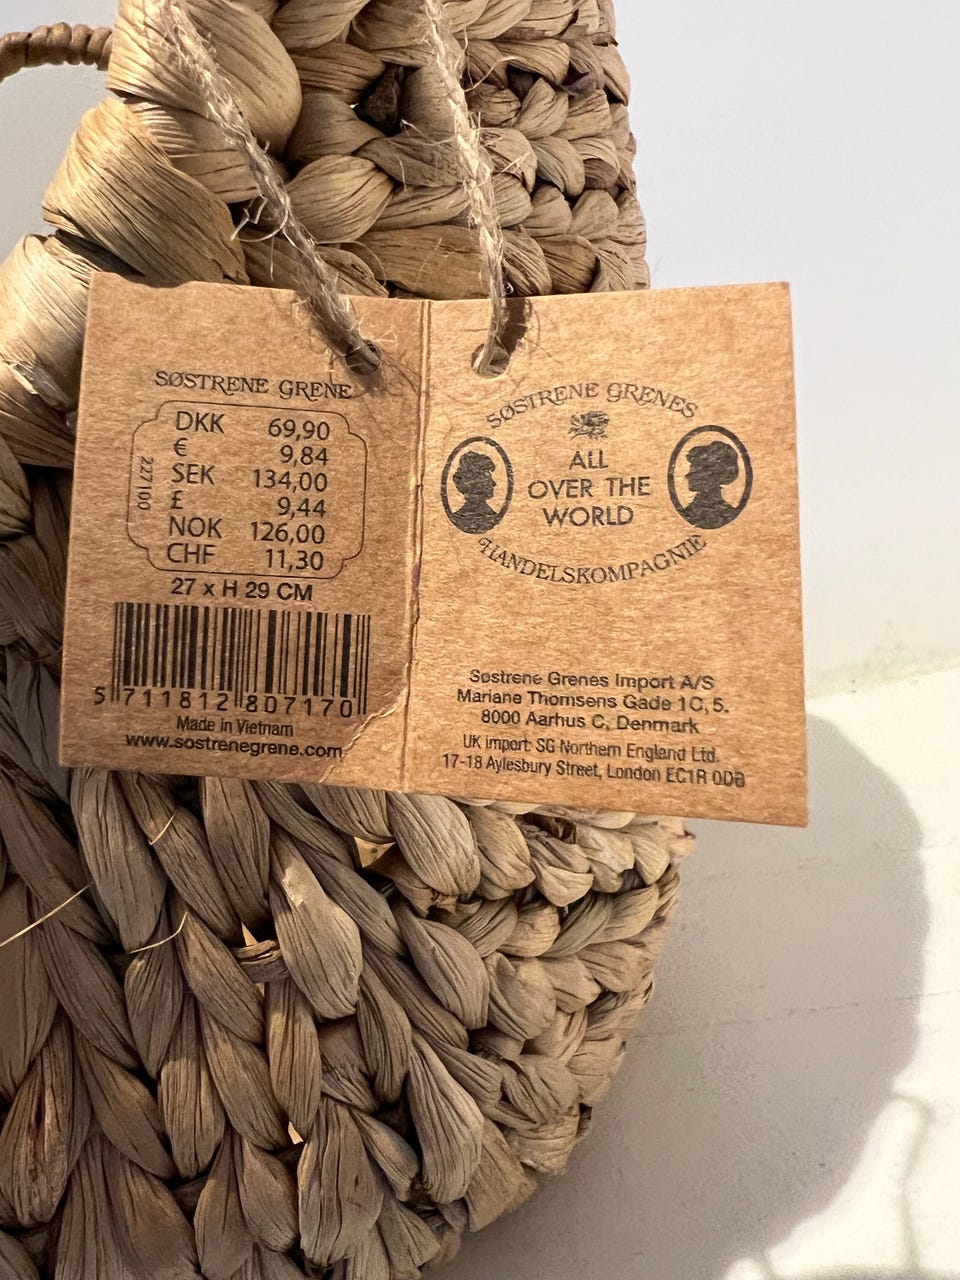 SØSTRENE GRENE
DKK 69,90
€ 9,84
SEK 134,00
£ 9,44
NOK 126,00
CHF 11,30
227100
27 x H 29 CM
5 711812 807170
Made in Vietnam
www.sostrenegrene.com
SØSTRENE GRENES
ALL
OVER THE
WORLD
HANDELSKOMPAGNIE
Søstrene Grenes Import A/S
Mariane Thomsens Gade 1C, 5.
8000 Aarhus C, Denmark
UK import: SG Northern England Ltd.
17-18 Aylesbury Street, London EC1R 0DB